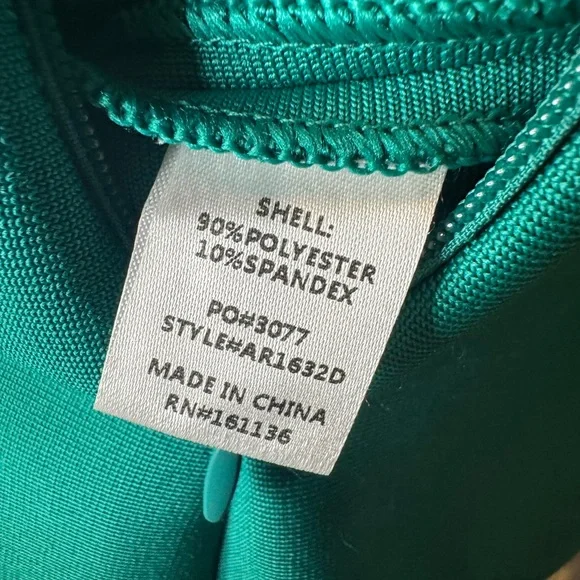 SHELL:
90%POLYESTER
10%SPANDEX
PO#3077
STYLE#AR1632D
MADE IN CHINA
RN#161136